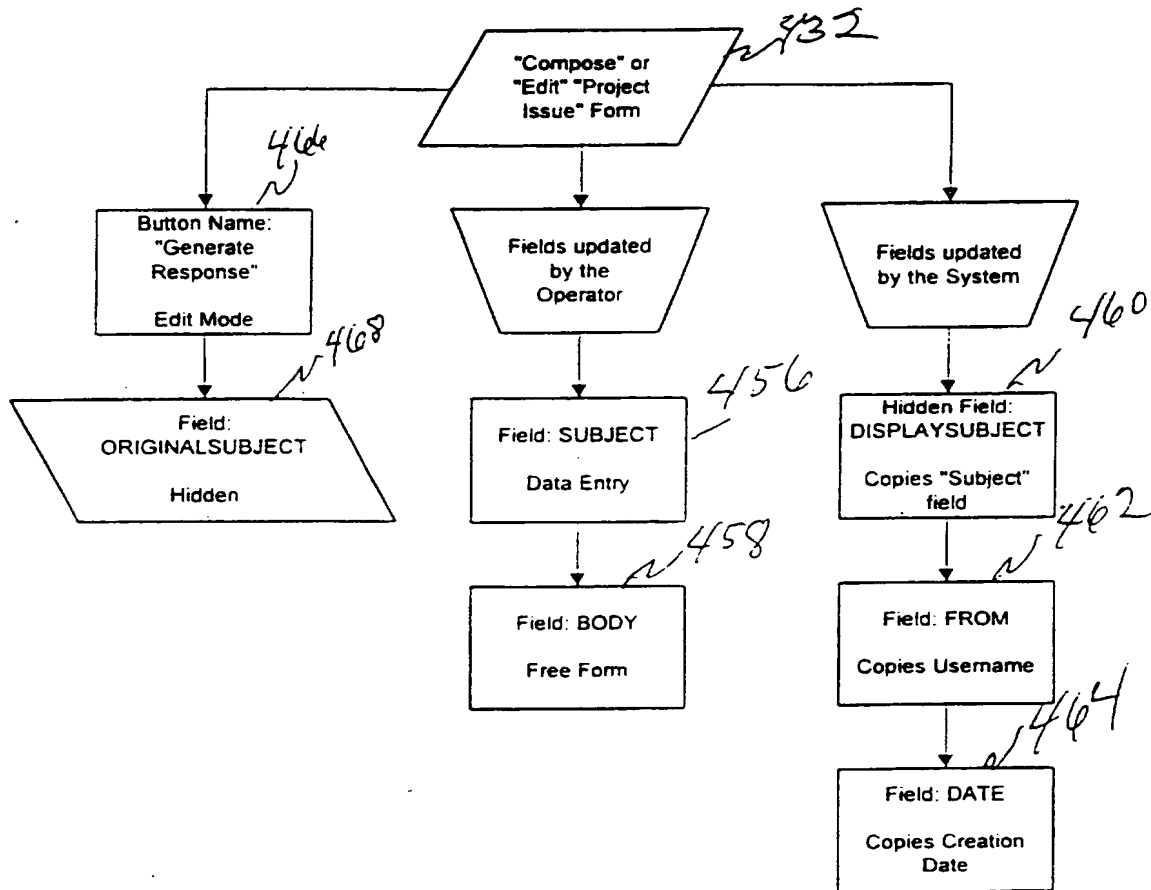 432
"Compose" or
"Edit" "Project
Issue" Form
466
Button Name:
"Generate
Response"
Edit Mode
468
Field:
ORIGINALSUBJECT
Hidden
Fields updated
by the
Operator
456
Field: SUBJECT
Data Entry
458
Field: BODY
Free Form
Fields updated
by the System
460
Hidden Field:
DISPLAYSUBJECT
Copies "Subject"
field
462
Field: FROM
Copies Username
464
Field: DATE
Copies Creation
Date